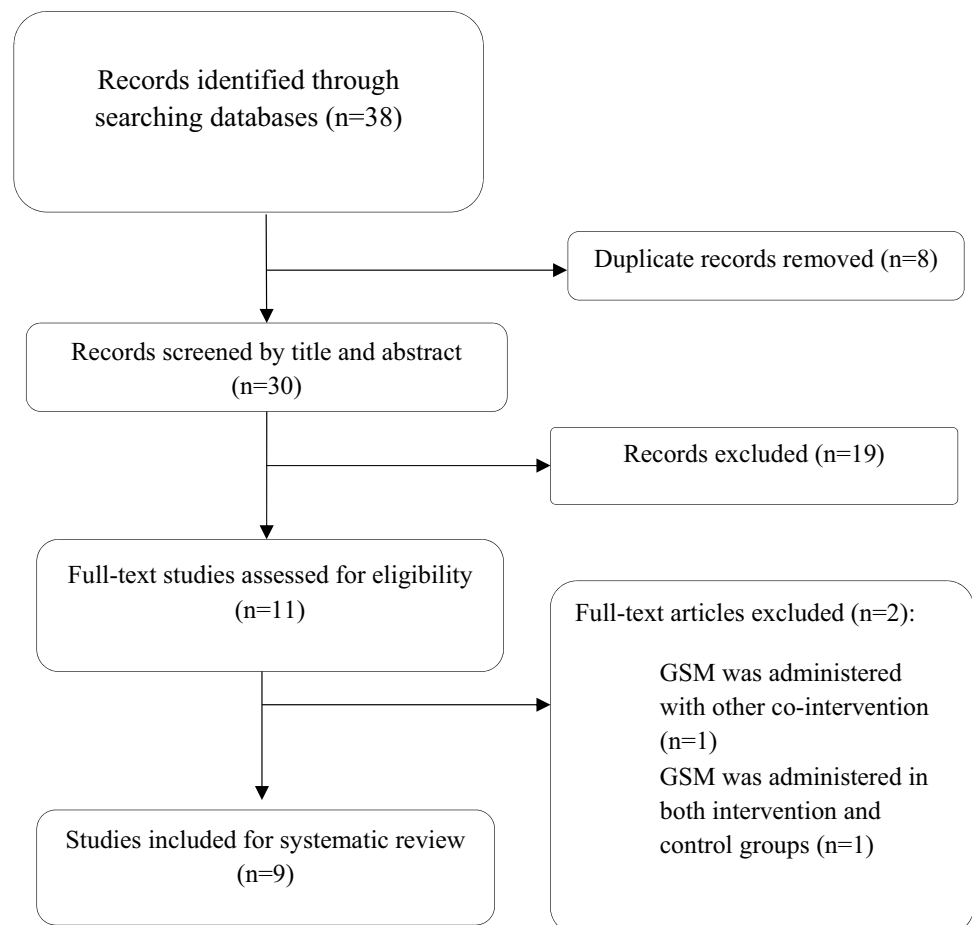 Records identified through
searching databases (n=38)
Duplicate records removed (n=8)
Records screened by title and abstract
(n=30)
Records excluded (n=19)
Full-text studies assessed for eligibility
(n=11)
Full-text articles excluded (n=2):
GSM was administered
with other co-intervention
(n=1)
GSM was administered in
both intervention and
control groups (n=1)
Studies included for systematic review
(n=9)